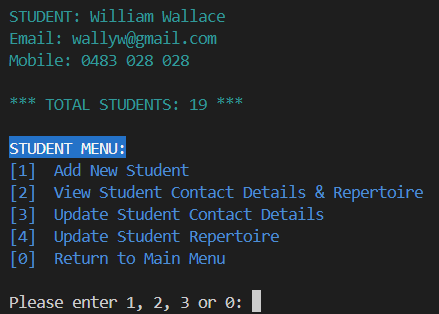 STUDENT: William Wallace
Email: wallyw@gmail.com
Mobile: 0483 028 028
*** TOTAL STUDENTS: 19 ***
STUDENT MENU:
[1] Add New Student
[2] View Student Contact Details & Repertoire
[3] Update Student Contact Details
[4] Update Student Repertoire
[0] Return to Main Menu
Please enter 1, 2, 3 or 0: